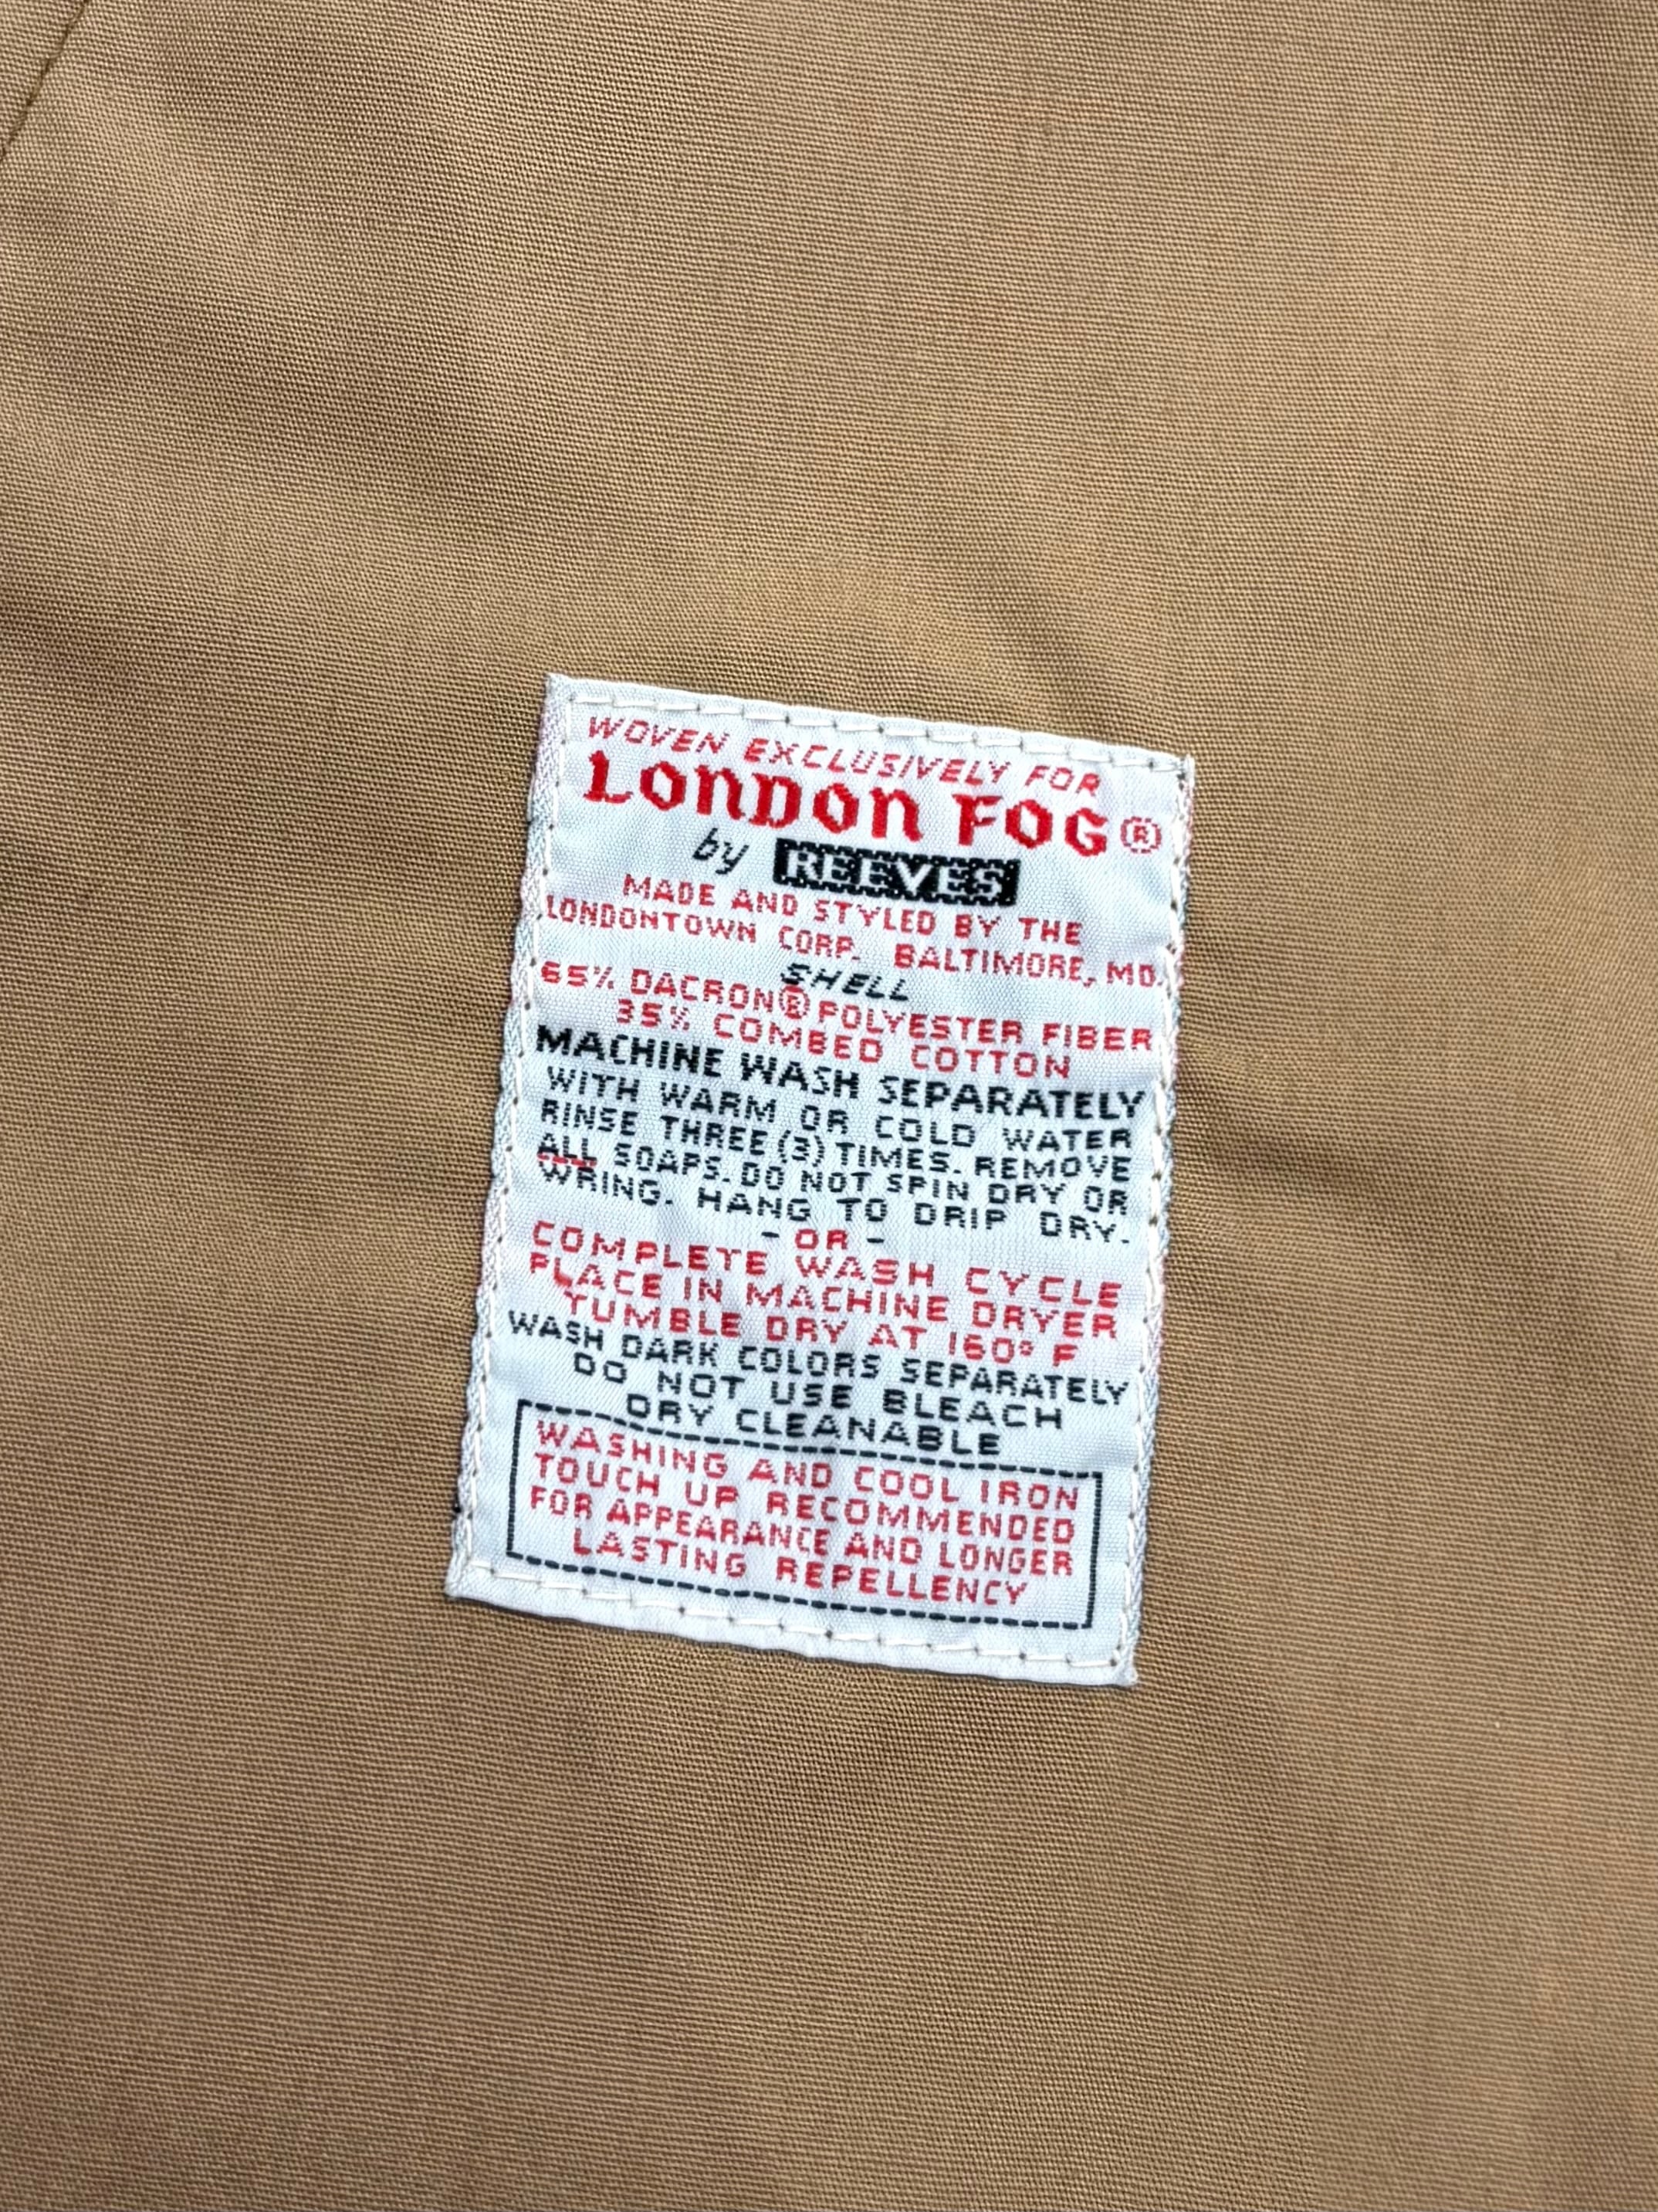 WOVEN EXCLUSIVELY FOR
LONDON FOG®
by REEVES
MADE AND STYLED BY THE
LONDONTOWN CORP. BALTIMORE, MD.
SHELL
65% DACRON® POLYESTER FIBER
35% COMBED COTTON
MACHINE WASH SEPARATELY
WITH WARM OR COLD WATER
RINSE THREE (3) TIMES. REMOVE
ALL SOAPS. DO NOT SPIN DRY OR
WRING. HANG TO DRIP DRY.
- OR -
COMPLETE WASH CYCLE
PLACE IN MACHINE DRYER
TUMBLE DRY AT 160° F
WASH DARK COLORS SEPARATELY
DO NOT USE BLEACH
DRY CLEANABLE
WASHING AND COOL IRON
TOUCH UP RECOMMENDED
FOR APPEARANCE AND LONGER
LASTING REPELLENCY